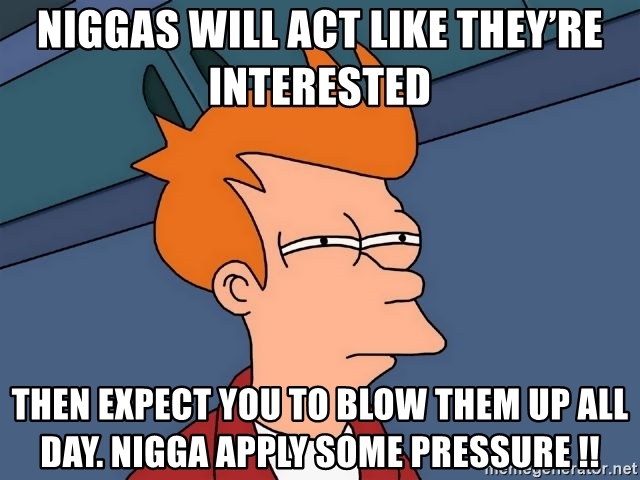 NIGGAS WILL ACT LIKE THEY’RE
INTERESTED
THEN EXPECT YOU TO BLOW THEM UP ALL
DAY. NIGGA APPLY SOME PRESSURE !!
memegenerator.net